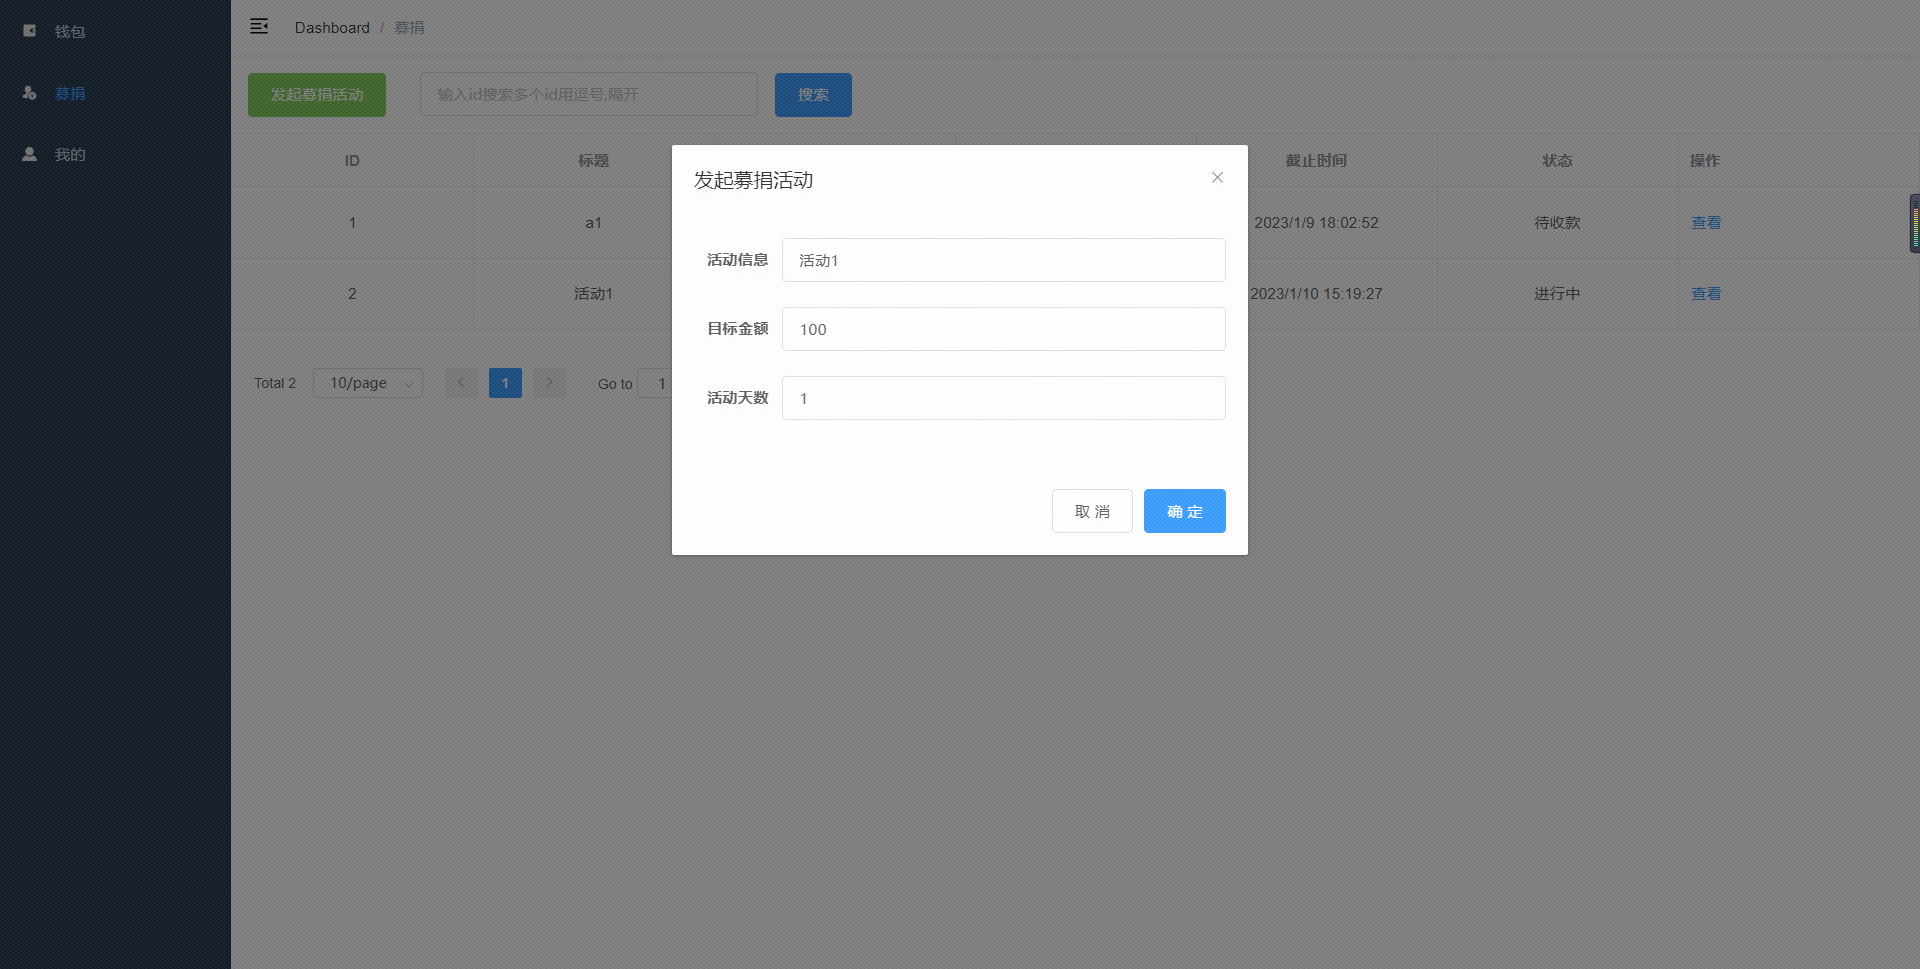 钱包
募捐
我的
Dashboard / 募捐
发起募捐活动
输入id搜索多个id用逗号,隔开
搜索
ID 标题 截止时间 状态 操作
1 a1 2023/1/9 18:02:52 待收款 查看
2 活动1 2023/1/10 15:19:27 进行中 查看
Total 2 10/page 1 Go to 1
发起募捐活动
活动信息 活动1
目标金额 100
活动天数 1
取 消 确 定